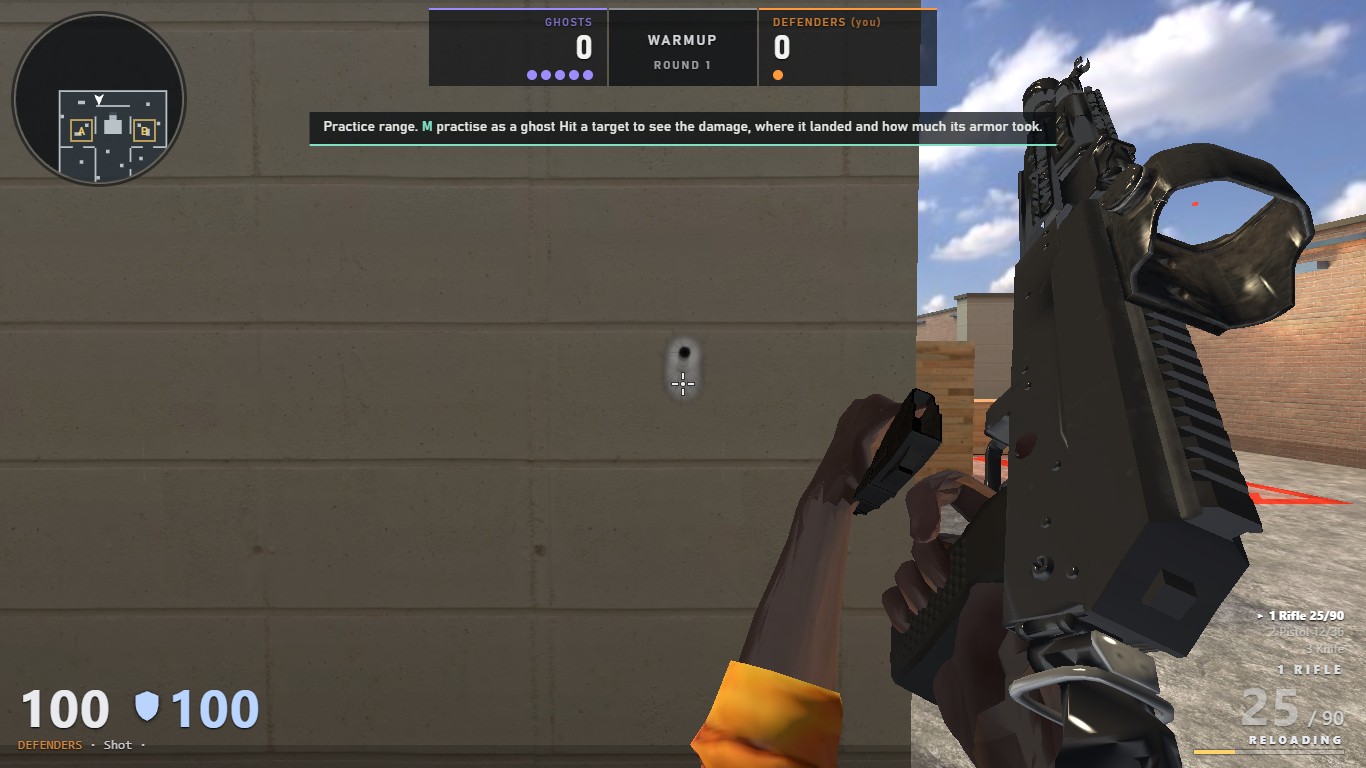 GHOSTS
0
WARMUP
ROUND 1
DEFENDERS (you)
0
Practice range. M practise as a ghost Hit a target to see the damage, where it landed and how much its armor took.
A
B
1 Rifle 25/90
2 Pistol 12/36
3 Knife
1 RIFLE
25 / 90
RELOADING
100 100
DEFENDERS · Shot ·